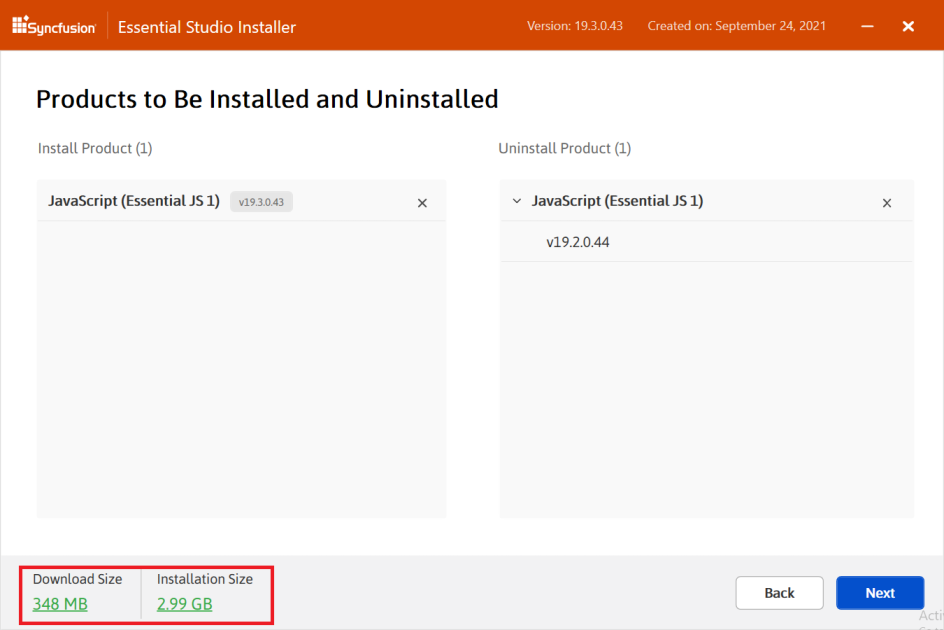 Syncfusion Essential Studio Installer Version: 19.3.0.43 Created on: September 24, 2021
Products to Be Installed and Uninstalled
Install Product (1) Uninstall Product (1)
JavaScript (Essential JS 1) v19.3.0.43 JavaScript (Essential JS 1)
v19.2.0.44
Download Size Installation Size
348 MB 2.99 GB
Back Next